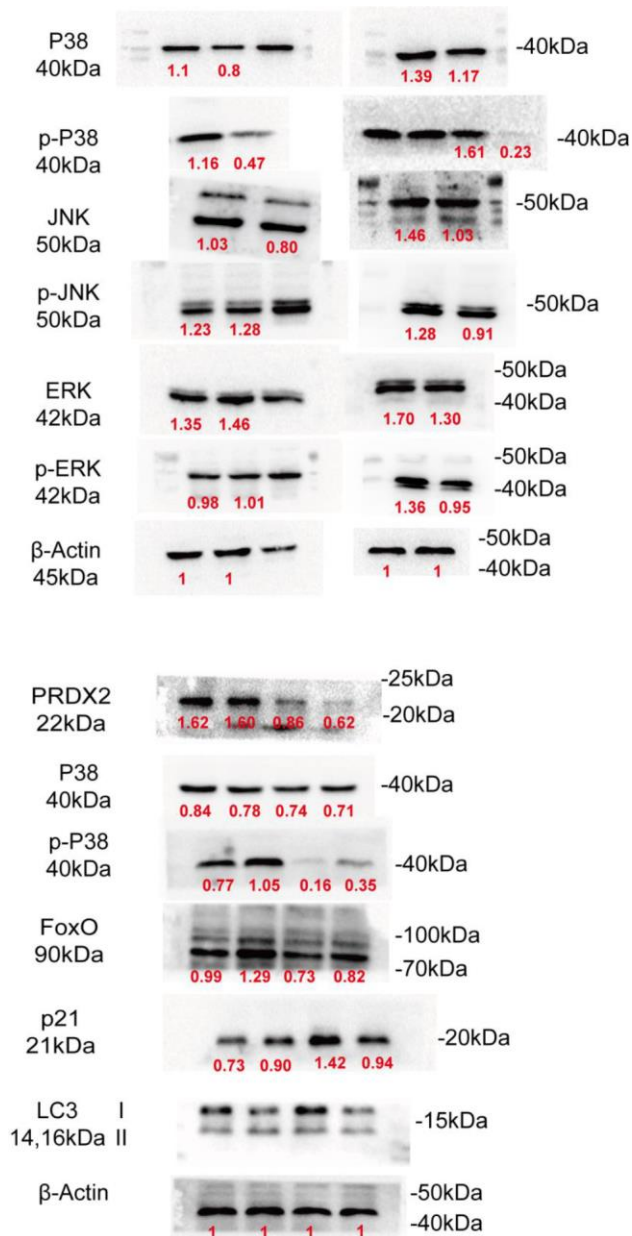 P38
40kDa
1.1 0.8
1.39 1.17
-40kDa
p-P38
40kDa
1.16 0.47
1.61 0.23
-40kDa
JNK
50kDa
1.03 0.80
1.46 1.03
-50kDa
p-JNK
50kDa
1.23 1.28
1.28 0.91
-50kDa
ERK
42kDa
1.35 1.46
1.70 1.30
-50kDa
-40kDa
p-ERK
42kDa
0.98 1.01
1.36 0.95
-50kDa
-40kDa
β-Actin
45kDa
1 1
1 1
-50kDa
-40kDa
PRDX2
22kDa
1.62 1.60 0.86 0.62
-25kDa
-20kDa
P38
40kDa
0.84 0.78 0.74 0.71
-40kDa
p-P38
40kDa
0.77 1.05 0.16 0.35
-40kDa
FoxO
90kDa
0.99 1.29 0.73 0.82
-100kDa
-70kDa
p21
21kDa
0.73 0.90 1.42 0.94
-20kDa
LC3 I
14,16kDa II
-15kDa
β-Actin
1 1 1 1
-50kDa
-40kDa